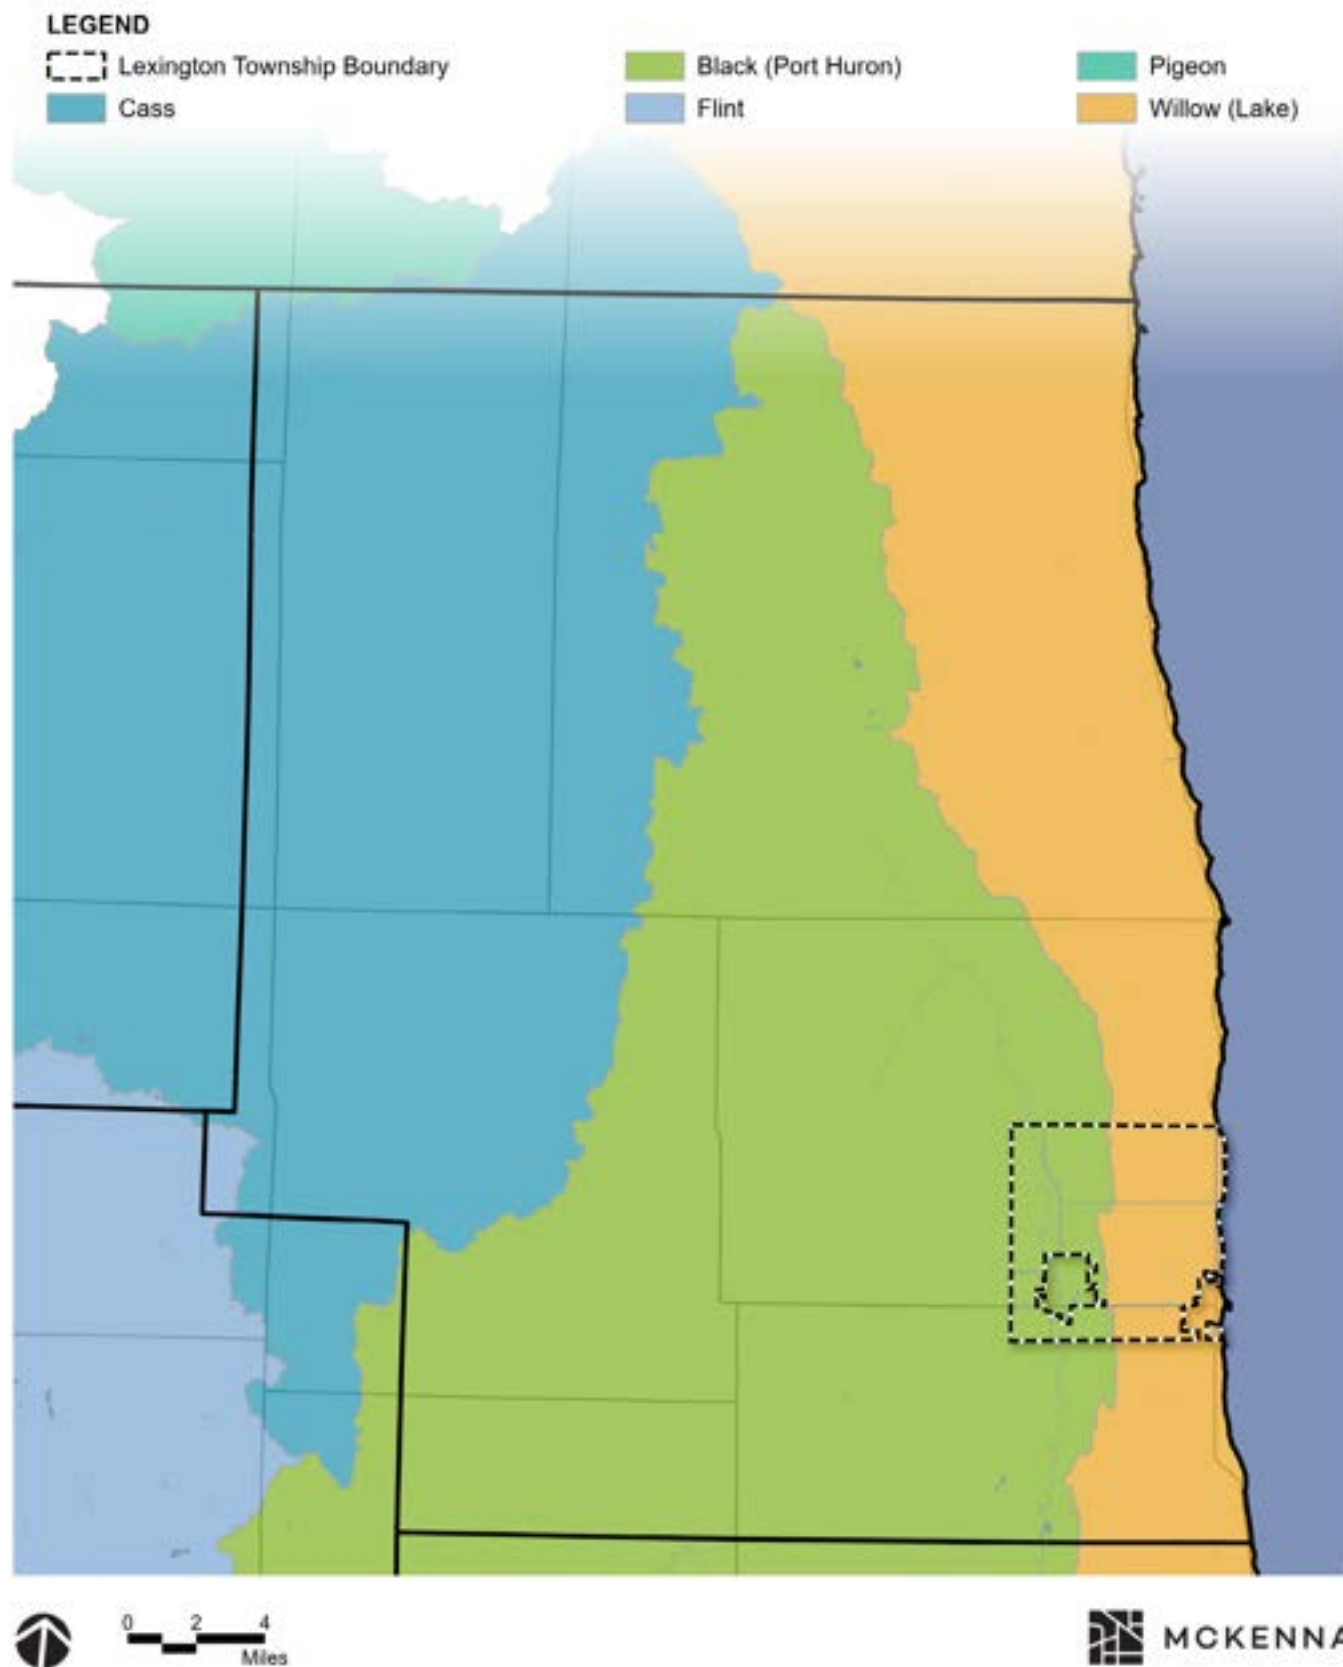 LEGEND
Lexington Township Boundary
Black (Port Huron)
Pigeon
Cass
Flint
Willow (Lake)
0 2 4
Miles
MCKENNA